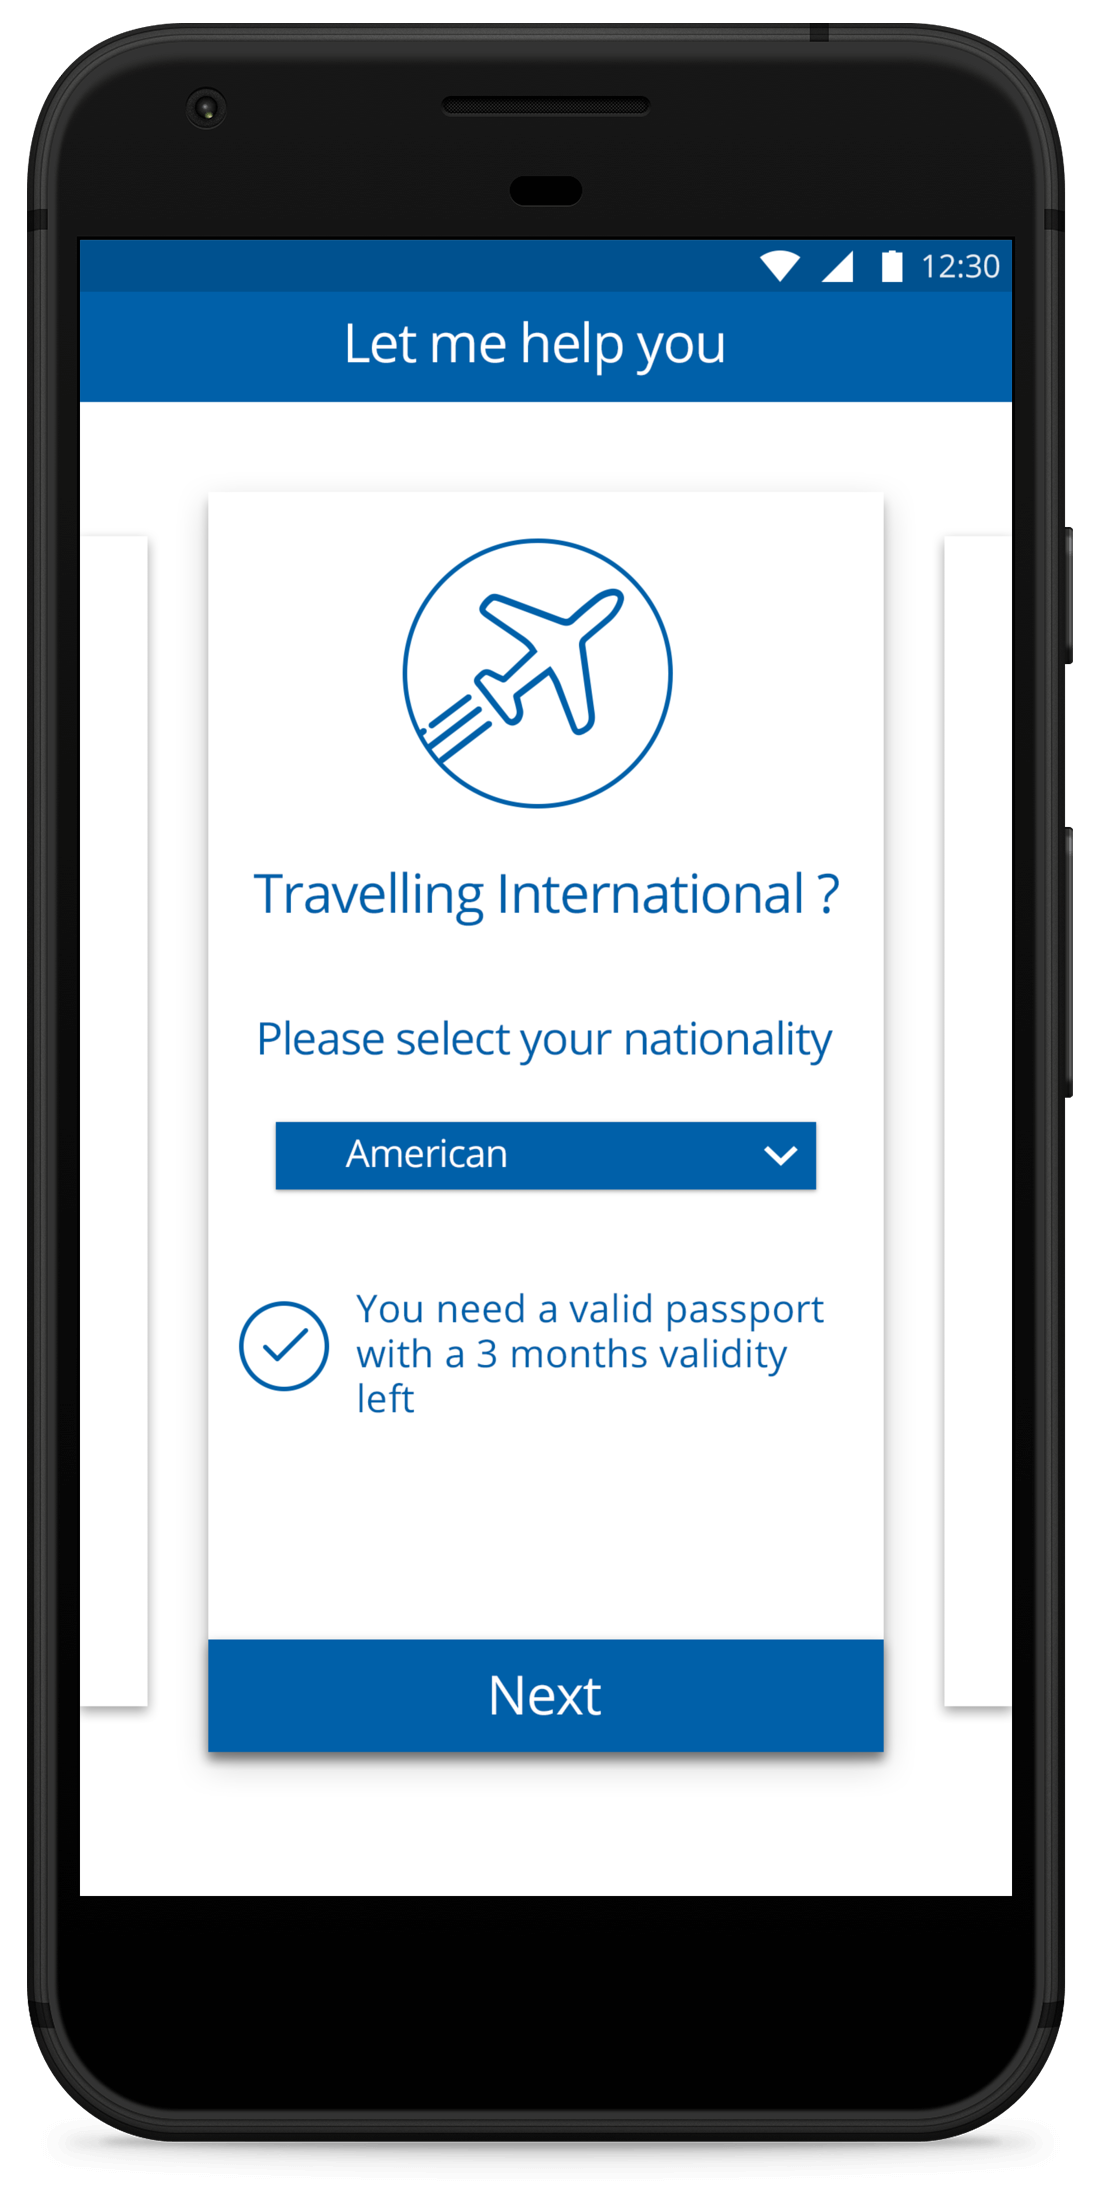 12:30
Let me help you
Travelling International ?
Please select your nationality
American
You need a valid passport
with a 3 months validity
left
Next